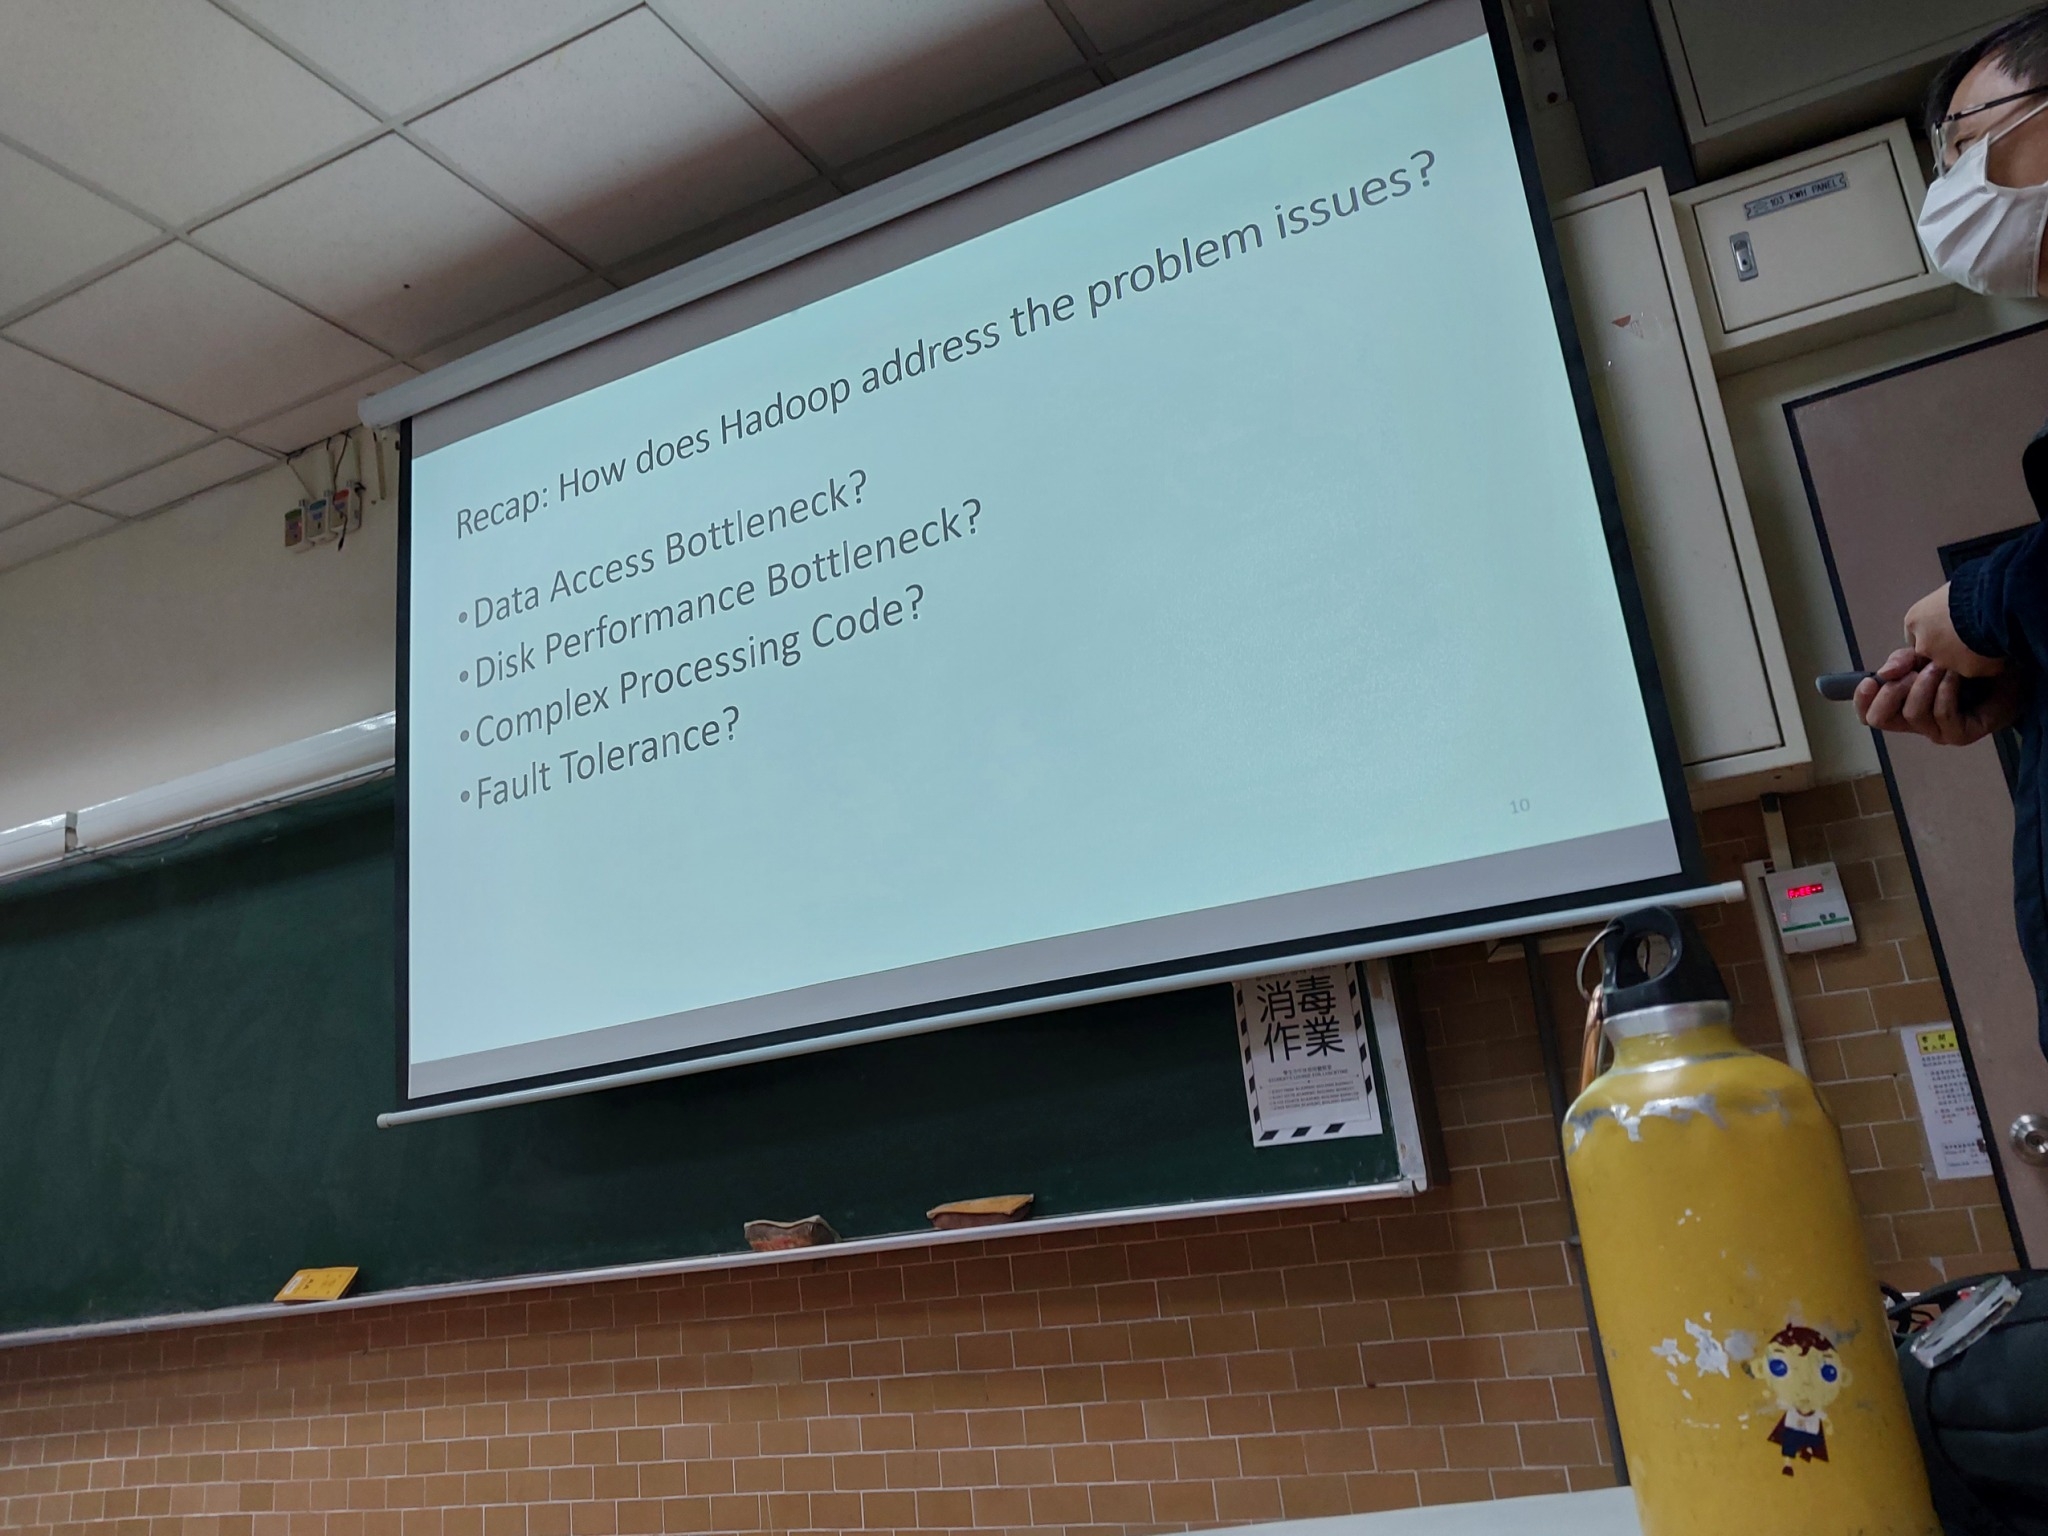 Recap: How does Hadoop address the problem issues?
•Data Access Bottleneck?
•Disk Performance Bottleneck?
•Complex Processing Code?
•Fault Tolerance?
10
103 KWH PANEL
消毒
作業